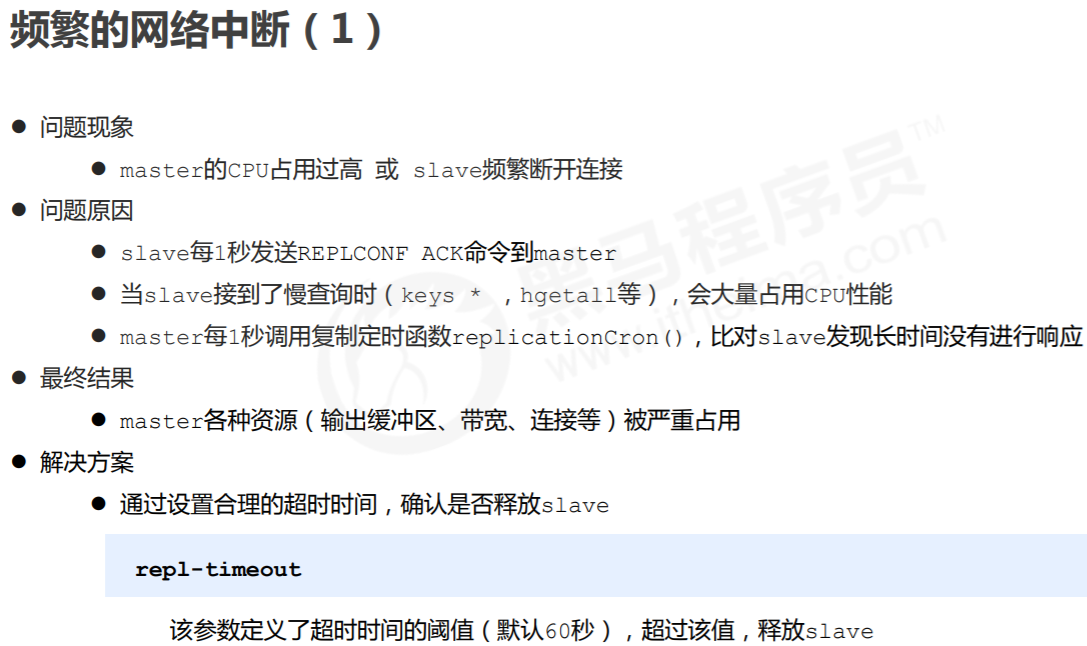 频繁的网络中断（1）
● 问题现象
● master的CPU占用过高 或 slave频繁断开连接
● 问题原因
● slave每1秒发送REPLCONF ACK命令到master
● 当slave接到了慢查询时（keys * ，hgetall等），会大量占用CPU性能
● master每1秒调用复制定时函数replicationCron()，比对slave发现长时间没有进行响应
● 最终结果
● master各种资源（输出缓冲区、带宽、连接等）被严重占用
● 解决方案
● 通过设置合理的超时时间，确认是否释放slave
repl-timeout
该参数定义了超时时间的阈值（默认60秒），超过该值，释放slave
黑马程序员™
www.itheima.com